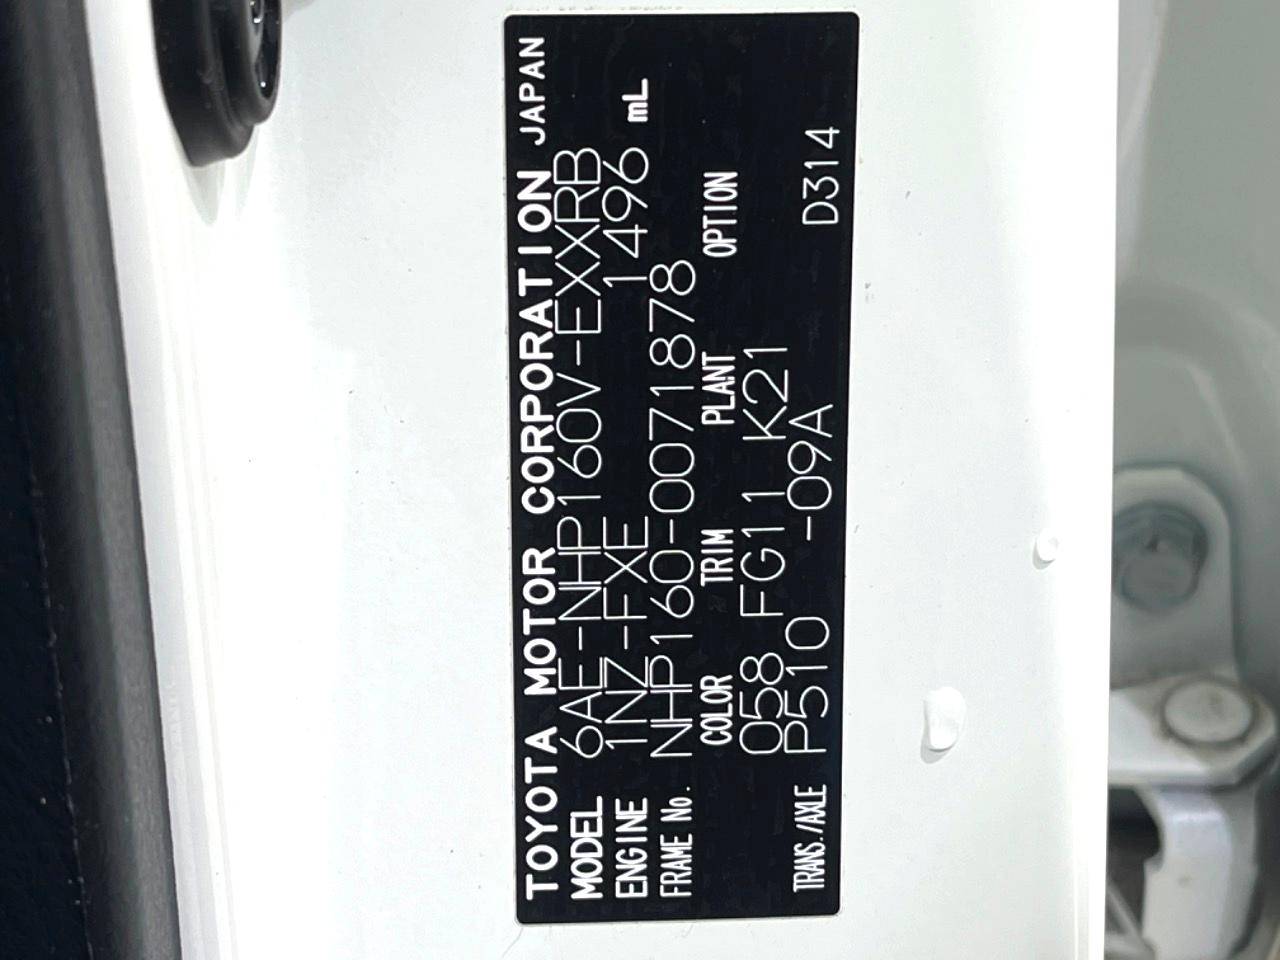 TOYOTA MOTOR CORPORATION JAPAN
MODEL 6AE-NHP160V-EXXRB
ENGINE 1NZ-FXE 1496 mL
FRAME No. NHP160-0071878
COLOR TRIM PLANT OPTION
058 FG11 K21
TRANS./AXLE P510 -09A D314